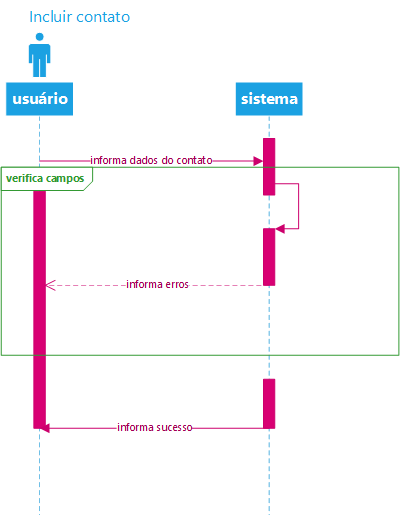 Incluir contato
usuário
sistema
informa dados do contato
verifica campos
informa erros
informa sucesso